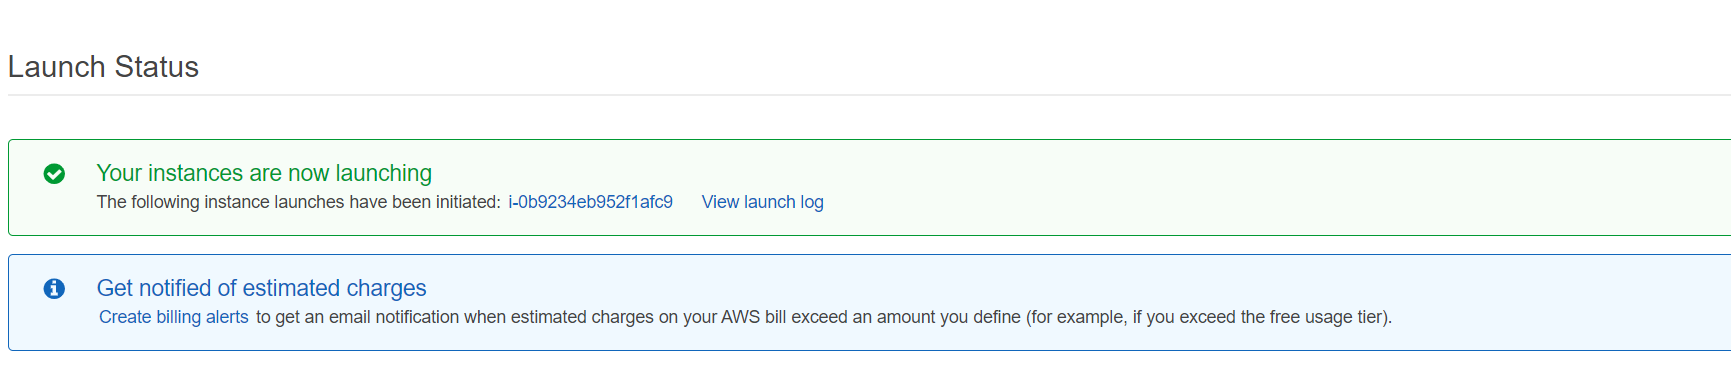 Launch Status
Your instances are now launching
The following instance launches have been initiated: i-0b9234eb952f1afc9 View launch log
Get notified of estimated charges
Create billing alerts to get an email notification when estimated charges on your AWS bill exceed an amount you define (for example, if you exceed the free usage tier).